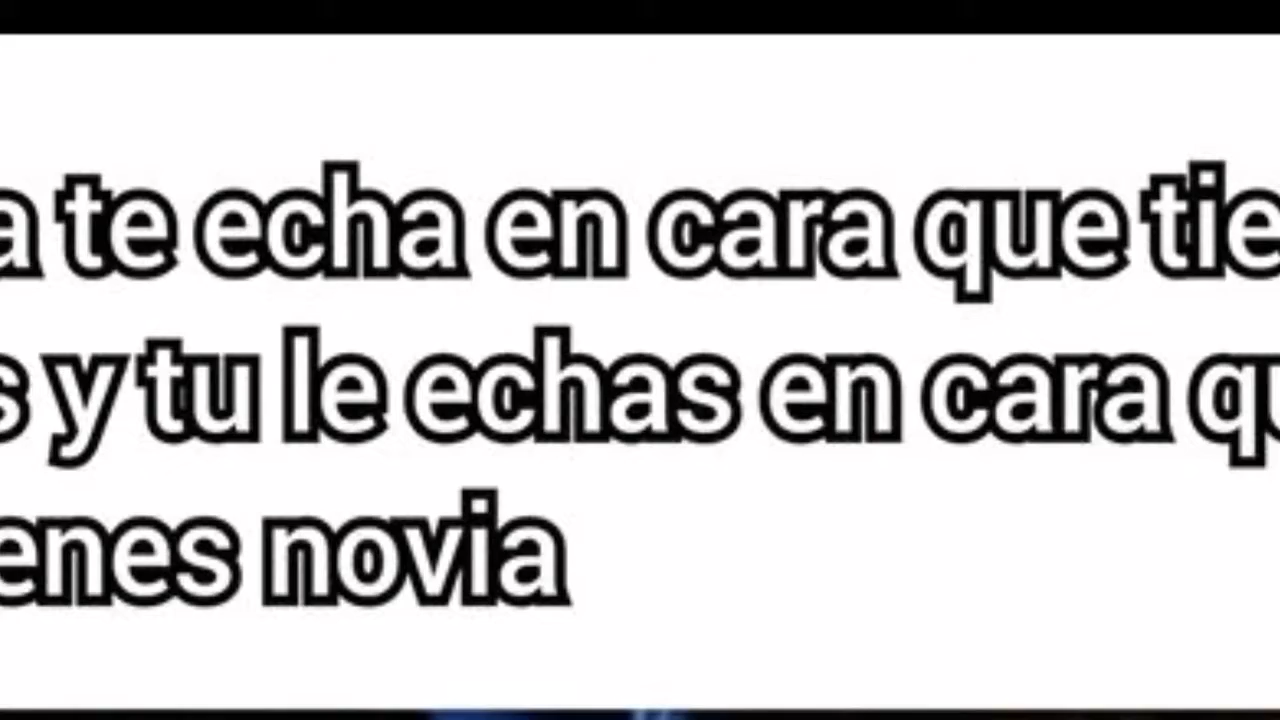 a te echa en cara que tie
s y tu le echas en cara qu
enes novia